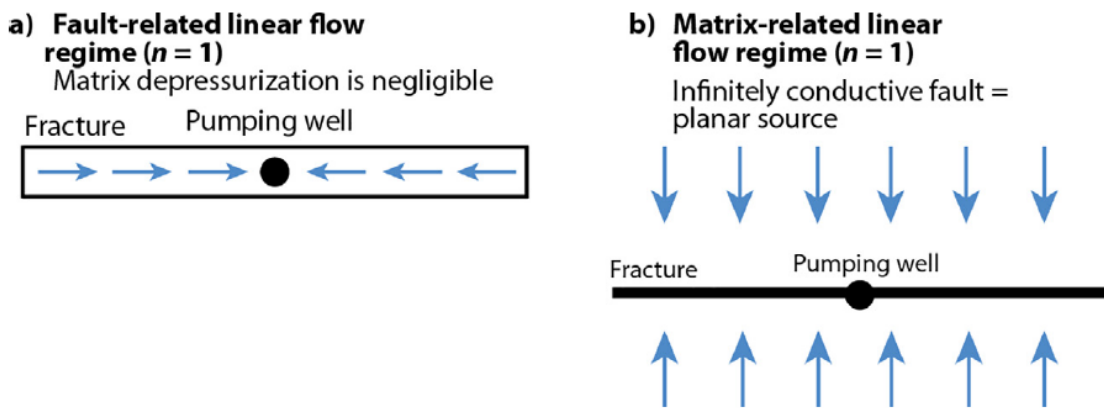 a) Fault-related linear flow
regime (n = 1)
Matrix depressurization is negligible
Fracture
Pumping well
b) Matrix-related linear
flow regime (n = 1)
Infinitely conductive fault =
planar source
Fracture
Pumping well